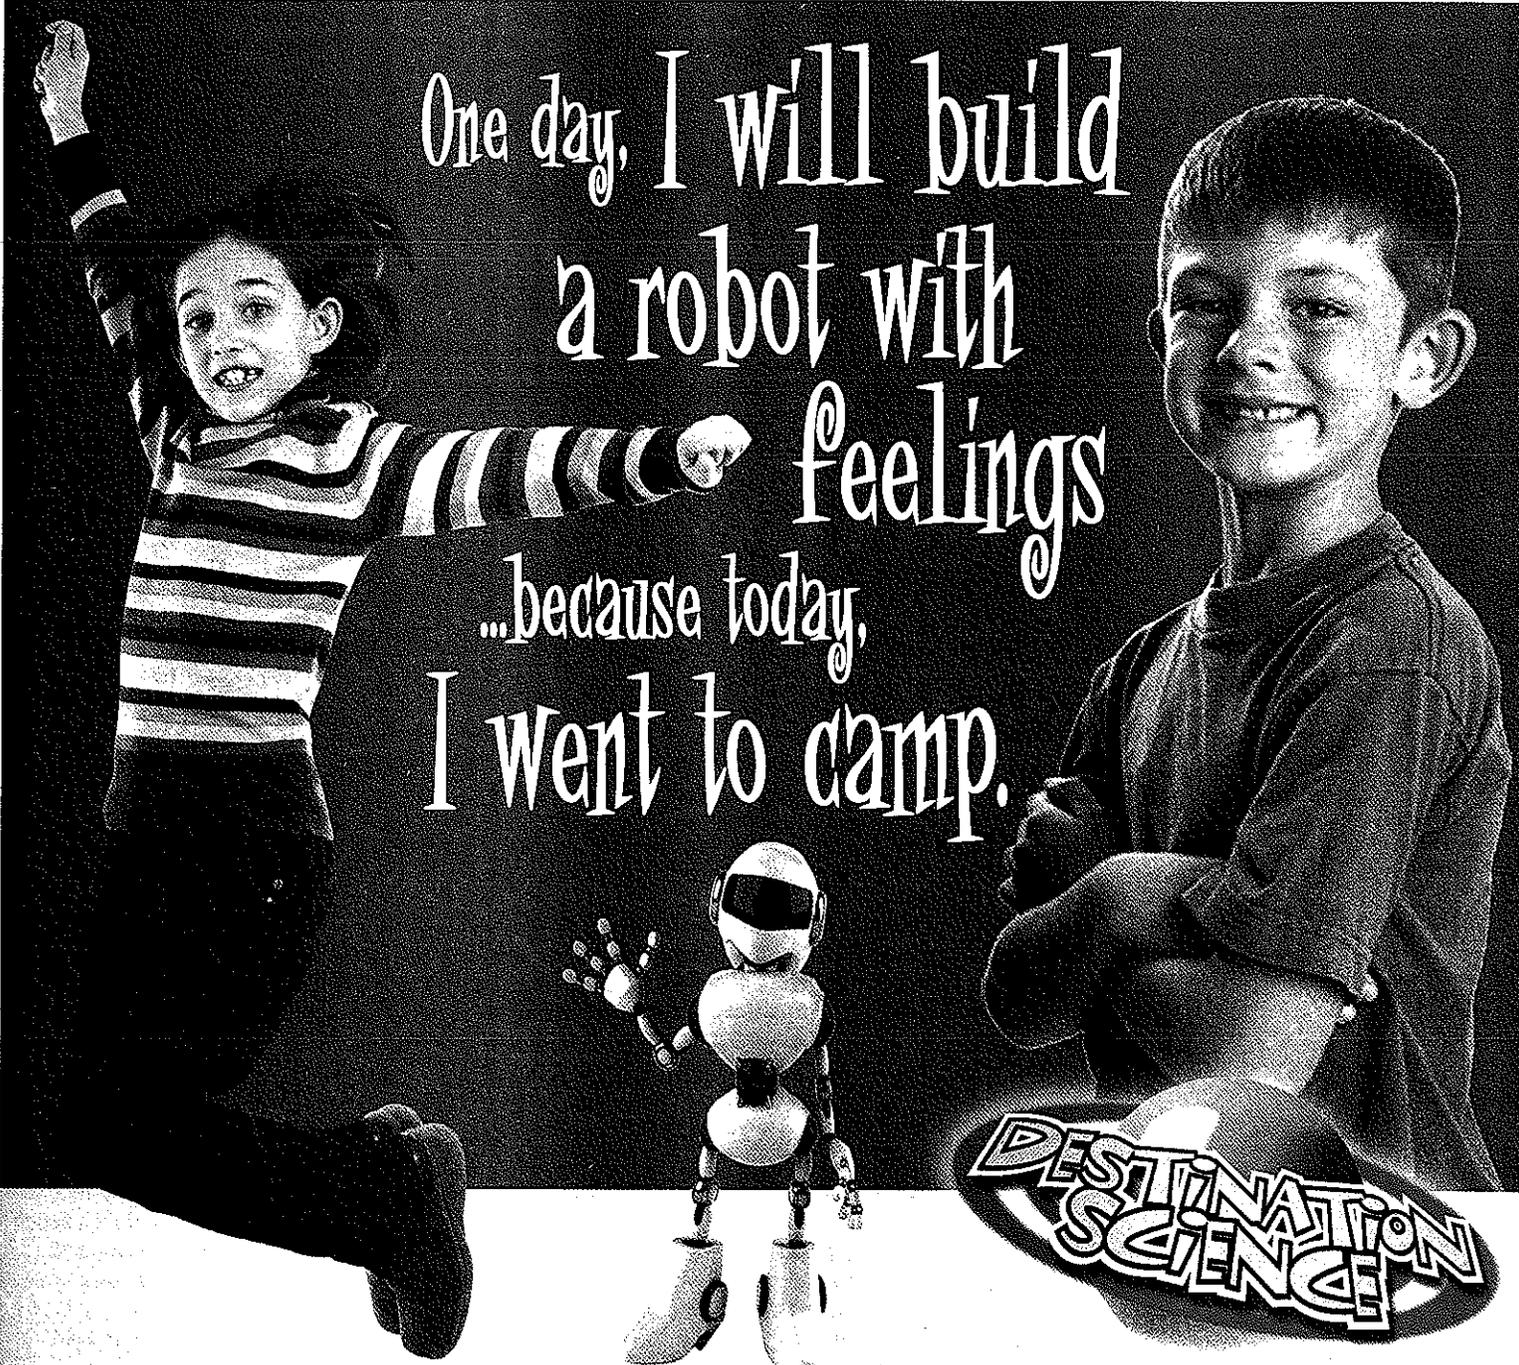 One day, I will build
a robot with
feelings
...because today,
I went to camp.
DESTiNATiON
SCiENCE